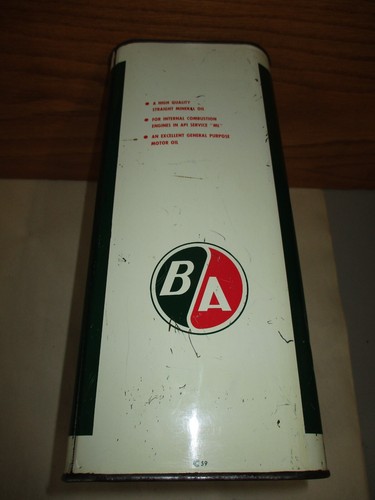 A HIGH QUALITY
STRAIGHT MINERAL OIL
FOR INTERNAL COMBUSTION
ENGINES IN API SERVICE "ML"
AN EXCELLENT GENERAL PURPOSE
MOTOR OIL
B A
C 59